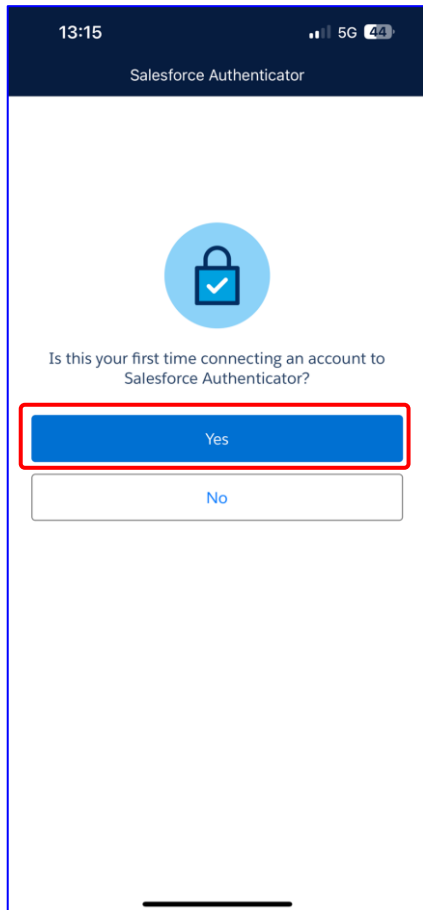 13:15 5G 44
Salesforce Authenticator
Is this your first time connecting an account to
Salesforce Authenticator?
Yes
No